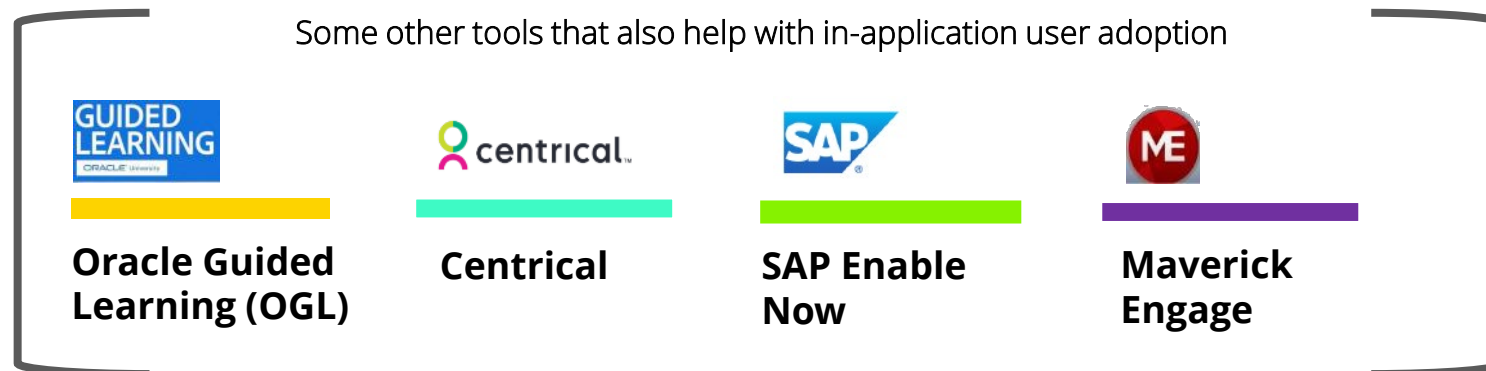 Some other tools that also help with in-application user adoption
GUIDED
LEARNING
ORACLE University
centrical™
SAP®
ME
Oracle Guided
Learning (OGL)
Centrical
SAP Enable
Now
Maverick
Engage